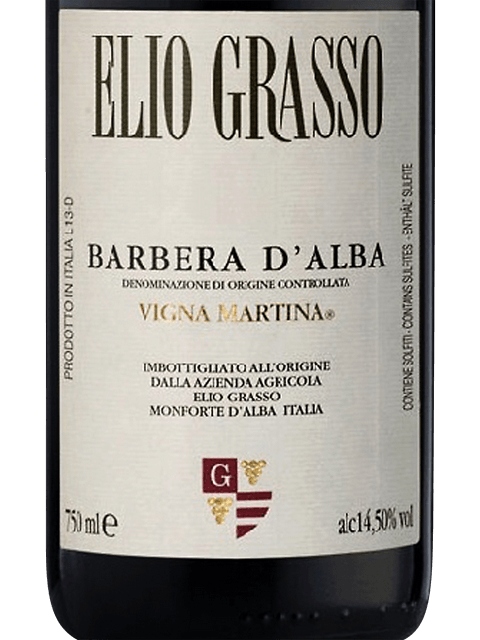 ELIO GRASSO
BARBERA D'ALBA
DENOMINAZIONE DI ORIGINE CONTROLLATA
VIGNA MARTINA®
IMBOTTIGLIATO ALL'ORIGINE
DALLA AZIENDA AGRICOLA
ELIO GRASSO
MONFORTE D'ALBA ITALIA
G
750 ml e
alc14,50% vol
PRODOTTO IN ITALIA L13-D
CONTIENE SOLFITI - CONTAINS SULFITES - ENTHÄLT SULFITE